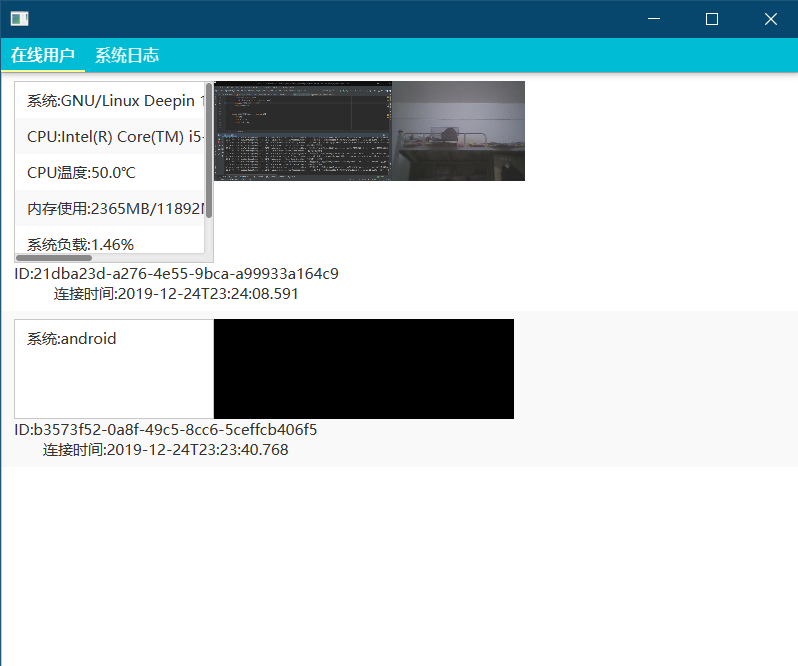 在线用户 系统日志
系统:GNU/Linux Deepin
CPU:Intel(R) Core(TM) i5-
CPU温度:50.0℃
内存使用:2365MB/11892
系统负载:1.46%
ID:21dba23d-a276-4e55-9bca-a99933a164c9
连接时间:2019-12-24T23:24:08.591
系统:android
ID:b3573f52-0a8f-49c5-8cc6-5ceffcb406f5
连接时间:2019-12-24T23:23:40.768